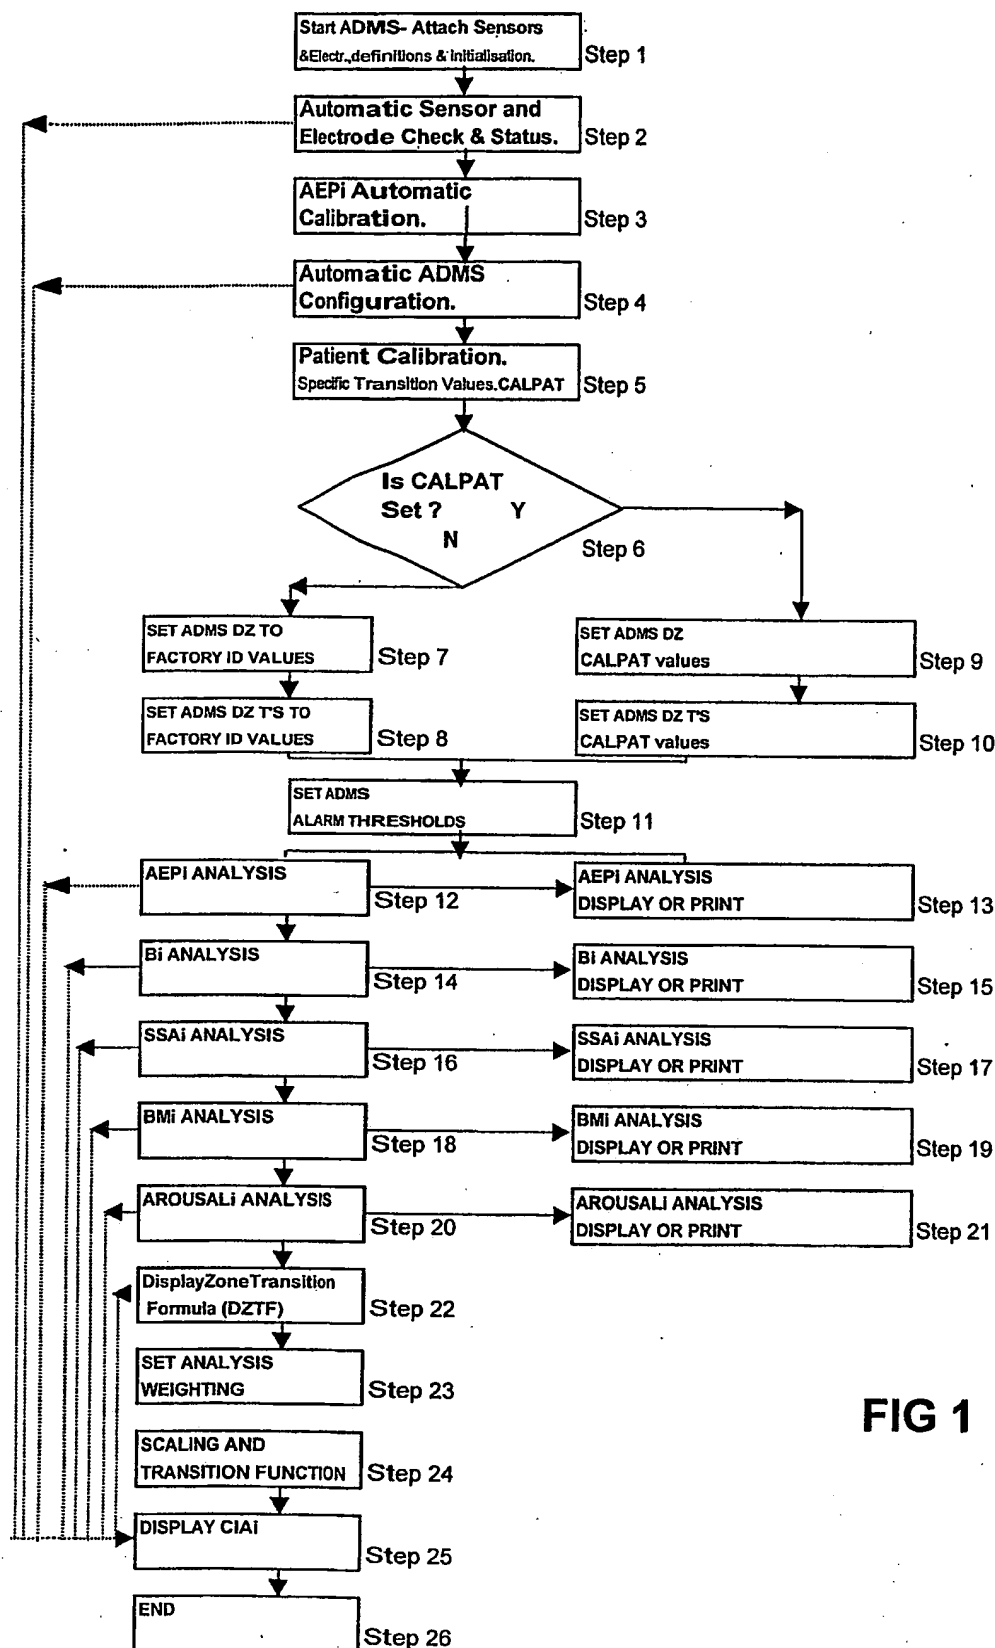 Start ADMS- Attach Sensors
&Electr.,definitions & initialisation.
Step 1
Automatic Sensor and
Electrode Check & Status.
Step 2
AEPi Automatic
Calibration.
Step 3
Automatic ADMS
Configuration.
Step 4
Patient Calibration.
Specific Transition Values.CALPAT
Step 5
Is CALPAT
Set ? Y
N
Step 6
SET ADMS DZ TO
FACTORY ID VALUES
Step 7
SET ADMS DZ
CALPAT values
Step 9
SET ADMS DZ T'S TO
FACTORY ID VALUES
Step 8
SET ADMS DZ T'S
CALPAT values
Step 10
SET ADMS
ALARM THRESHOLDS
Step 11
AEPi ANALYSIS
Step 12
AEPi ANALYSIS
DISPLAY OR PRINT
Step 13
Bi ANALYSIS
Step 14
Bi ANALYSIS
DISPLAY OR PRINT
Step 15
SSAi ANALYSIS
Step 16
SSAi ANALYSIS
DISPLAY OR PRINT
Step 17
BMi ANALYSIS
Step 18
BMi ANALYSIS
DISPLAY OR PRINT
Step 19
AROUSALi ANALYSIS
Step 20
AROUSALi ANALYSIS
DISPLAY OR PRINT
Step 21
DisplayZoneTransition
Formula (DZTF)
Step 22
SET ANALYSIS
WEIGHTING
Step 23
FIG 1
SCALING AND
TRANSITION FUNCTION
Step 24
DISPLAY CIAi
Step 25
END
Step 26